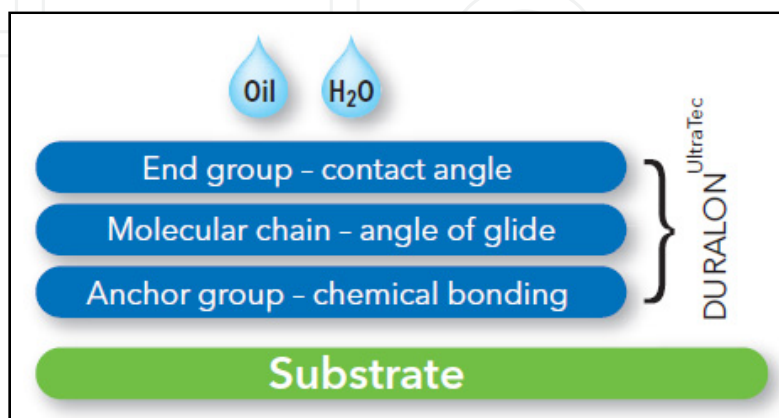 Oil
H₂O
End group – contact angle
Molecular chain – angle of glide
Anchor group – chemical bonding
DURALON UltraTec
Substrate